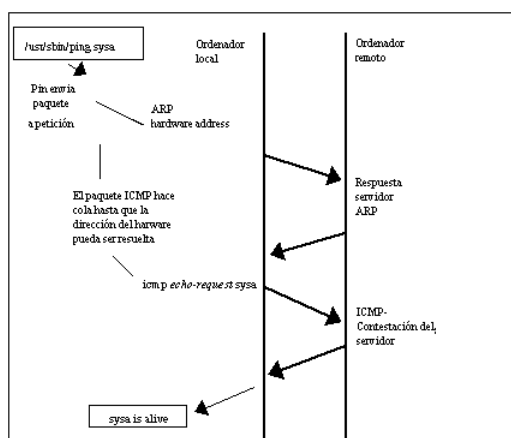 /usr/sbin/ping sysa
Ordenador
local
Ordenador
remoto
Pin envia
paquete
a petición
ARP
hardware address
Respuesta
servidor
ARP
El paquete ICMP hace
cola hasta que la
dirección del harware
pueda ser resuelta
icmp echo-request sysa
ICMP-
Contestación del
servidor
sysa is alive